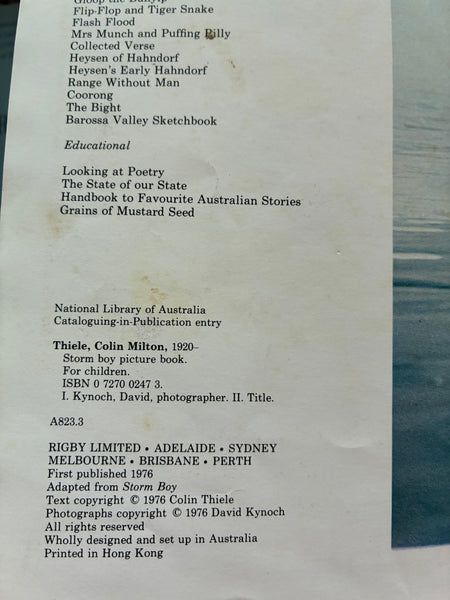 Gloop the Bunyip
Flip-Flop and Tiger Snake
Flash Flood
Mrs Munch and Puffing Billy
Collected Verse
Heysen of Hahndorf
Heysen's Early Hahndorf
Range Without Man
Coorong
The Bight
Barossa Valley Sketchbook
Educational
Looking at Poetry
The State of our State
Handbook to Favourite Australian Stories
Grains of Mustard Seed
National Library of Australia
Cataloguing-in-Publication entry
Thiele, Colin Milton, 1920–
Storm boy picture book.
For children.
ISBN 0 7270 0247 3.
I. Kynoch, David, photographer. II. Title.
A823.3
RIGBY LIMITED • ADELAIDE • SYDNEY
MELBOURNE • BRISBANE • PERTH
First published 1976
Adapted from Storm Boy
Text copyright © 1976 Colin Thiele
Photographs copyright © 1976 David Kynoch
All rights reserved
Wholly designed and set up in Australia
Printed in Hong Kong